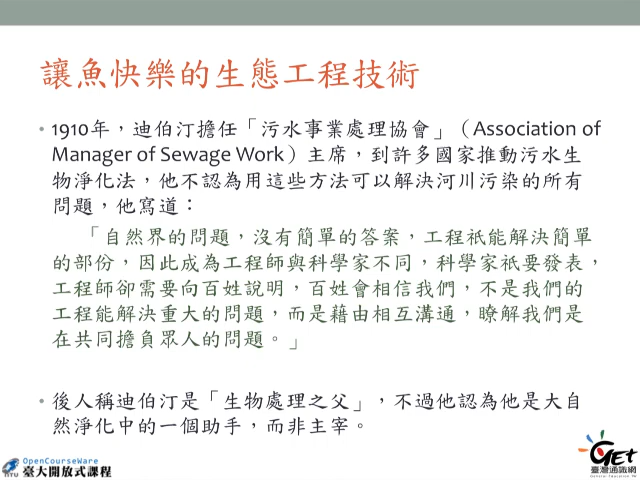 讓魚快樂的生態工程技術
• 1910年，迪伯汀擔任「污水事業處理協會」（Association of
Manager of Sewage Work）主席，到許多國家推動污水生
物淨化法，他不認為用這些方法可以解決河川污染的所有
問題，他寫道：
「自然界的問題，沒有簡單的答案，工程祇能解決簡單
的部份，因此成為工程師與科學家不同，科學家祇要發表，
工程師卻需要向百姓說明，百姓會相信我們，不是我們的
工程能解決重大的問題，而是藉由相互溝通，瞭解我們是
在共同擔負眾人的問題。」
• 後人稱迪伯汀是「生物處理之父」，不過他認為他是大自
然淨化中的一個助手，而非主宰。
OpenCourseWare
NTU 臺大開放式課程
GET
臺灣通識網
General Education TW